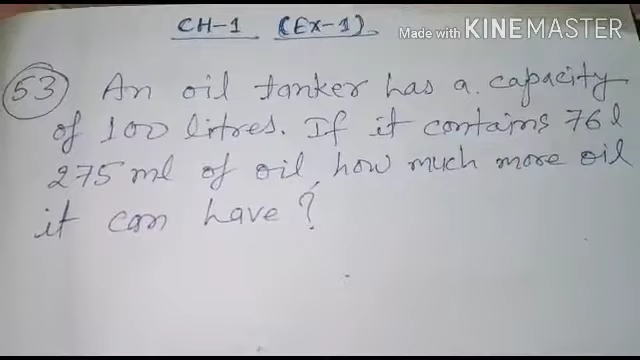 CH-1 (Ex-1).
Made with KINEMASTER
53 An oil tanker has a capacity
of 100 litres. If it contains 76 l
275 ml of oil, how much more oil
it can have?